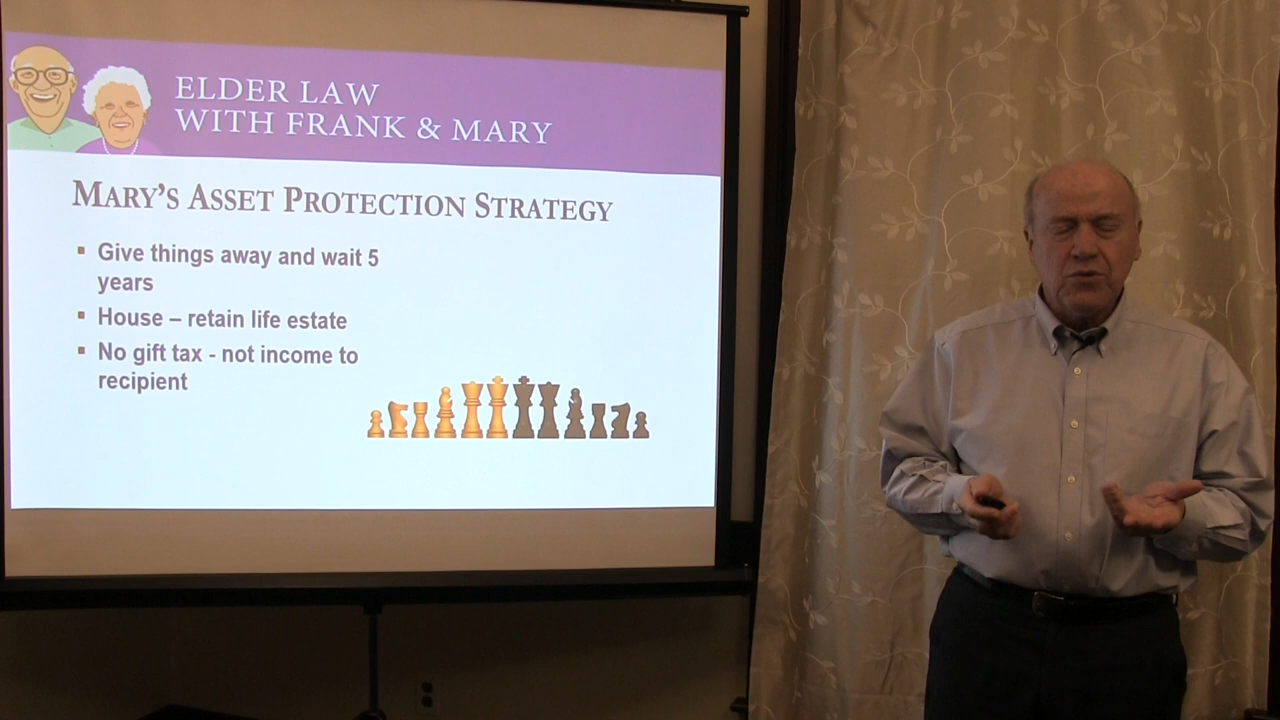 ELDER LAW
WITH FRANK & MARY
MARY'S ASSET PROTECTION STRATEGY
▪ Give things away and wait 5
years
▪ House – retain life estate
▪ No gift tax - not income to
recipient